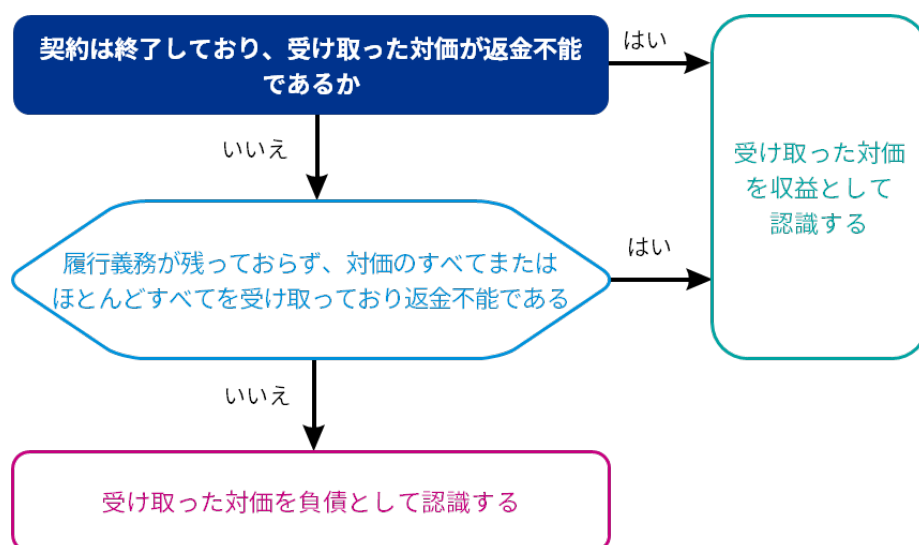 契約は終了しており、受け取った対価が返金不能
であるか
はい
いいえ
受け取った対価
を収益として
認識する
履行義務が残っておらず、対価のすべてまたは
ほとんどすべてを受け取っており返金不能である
はい
いいえ
受け取った対価を負債として認識する